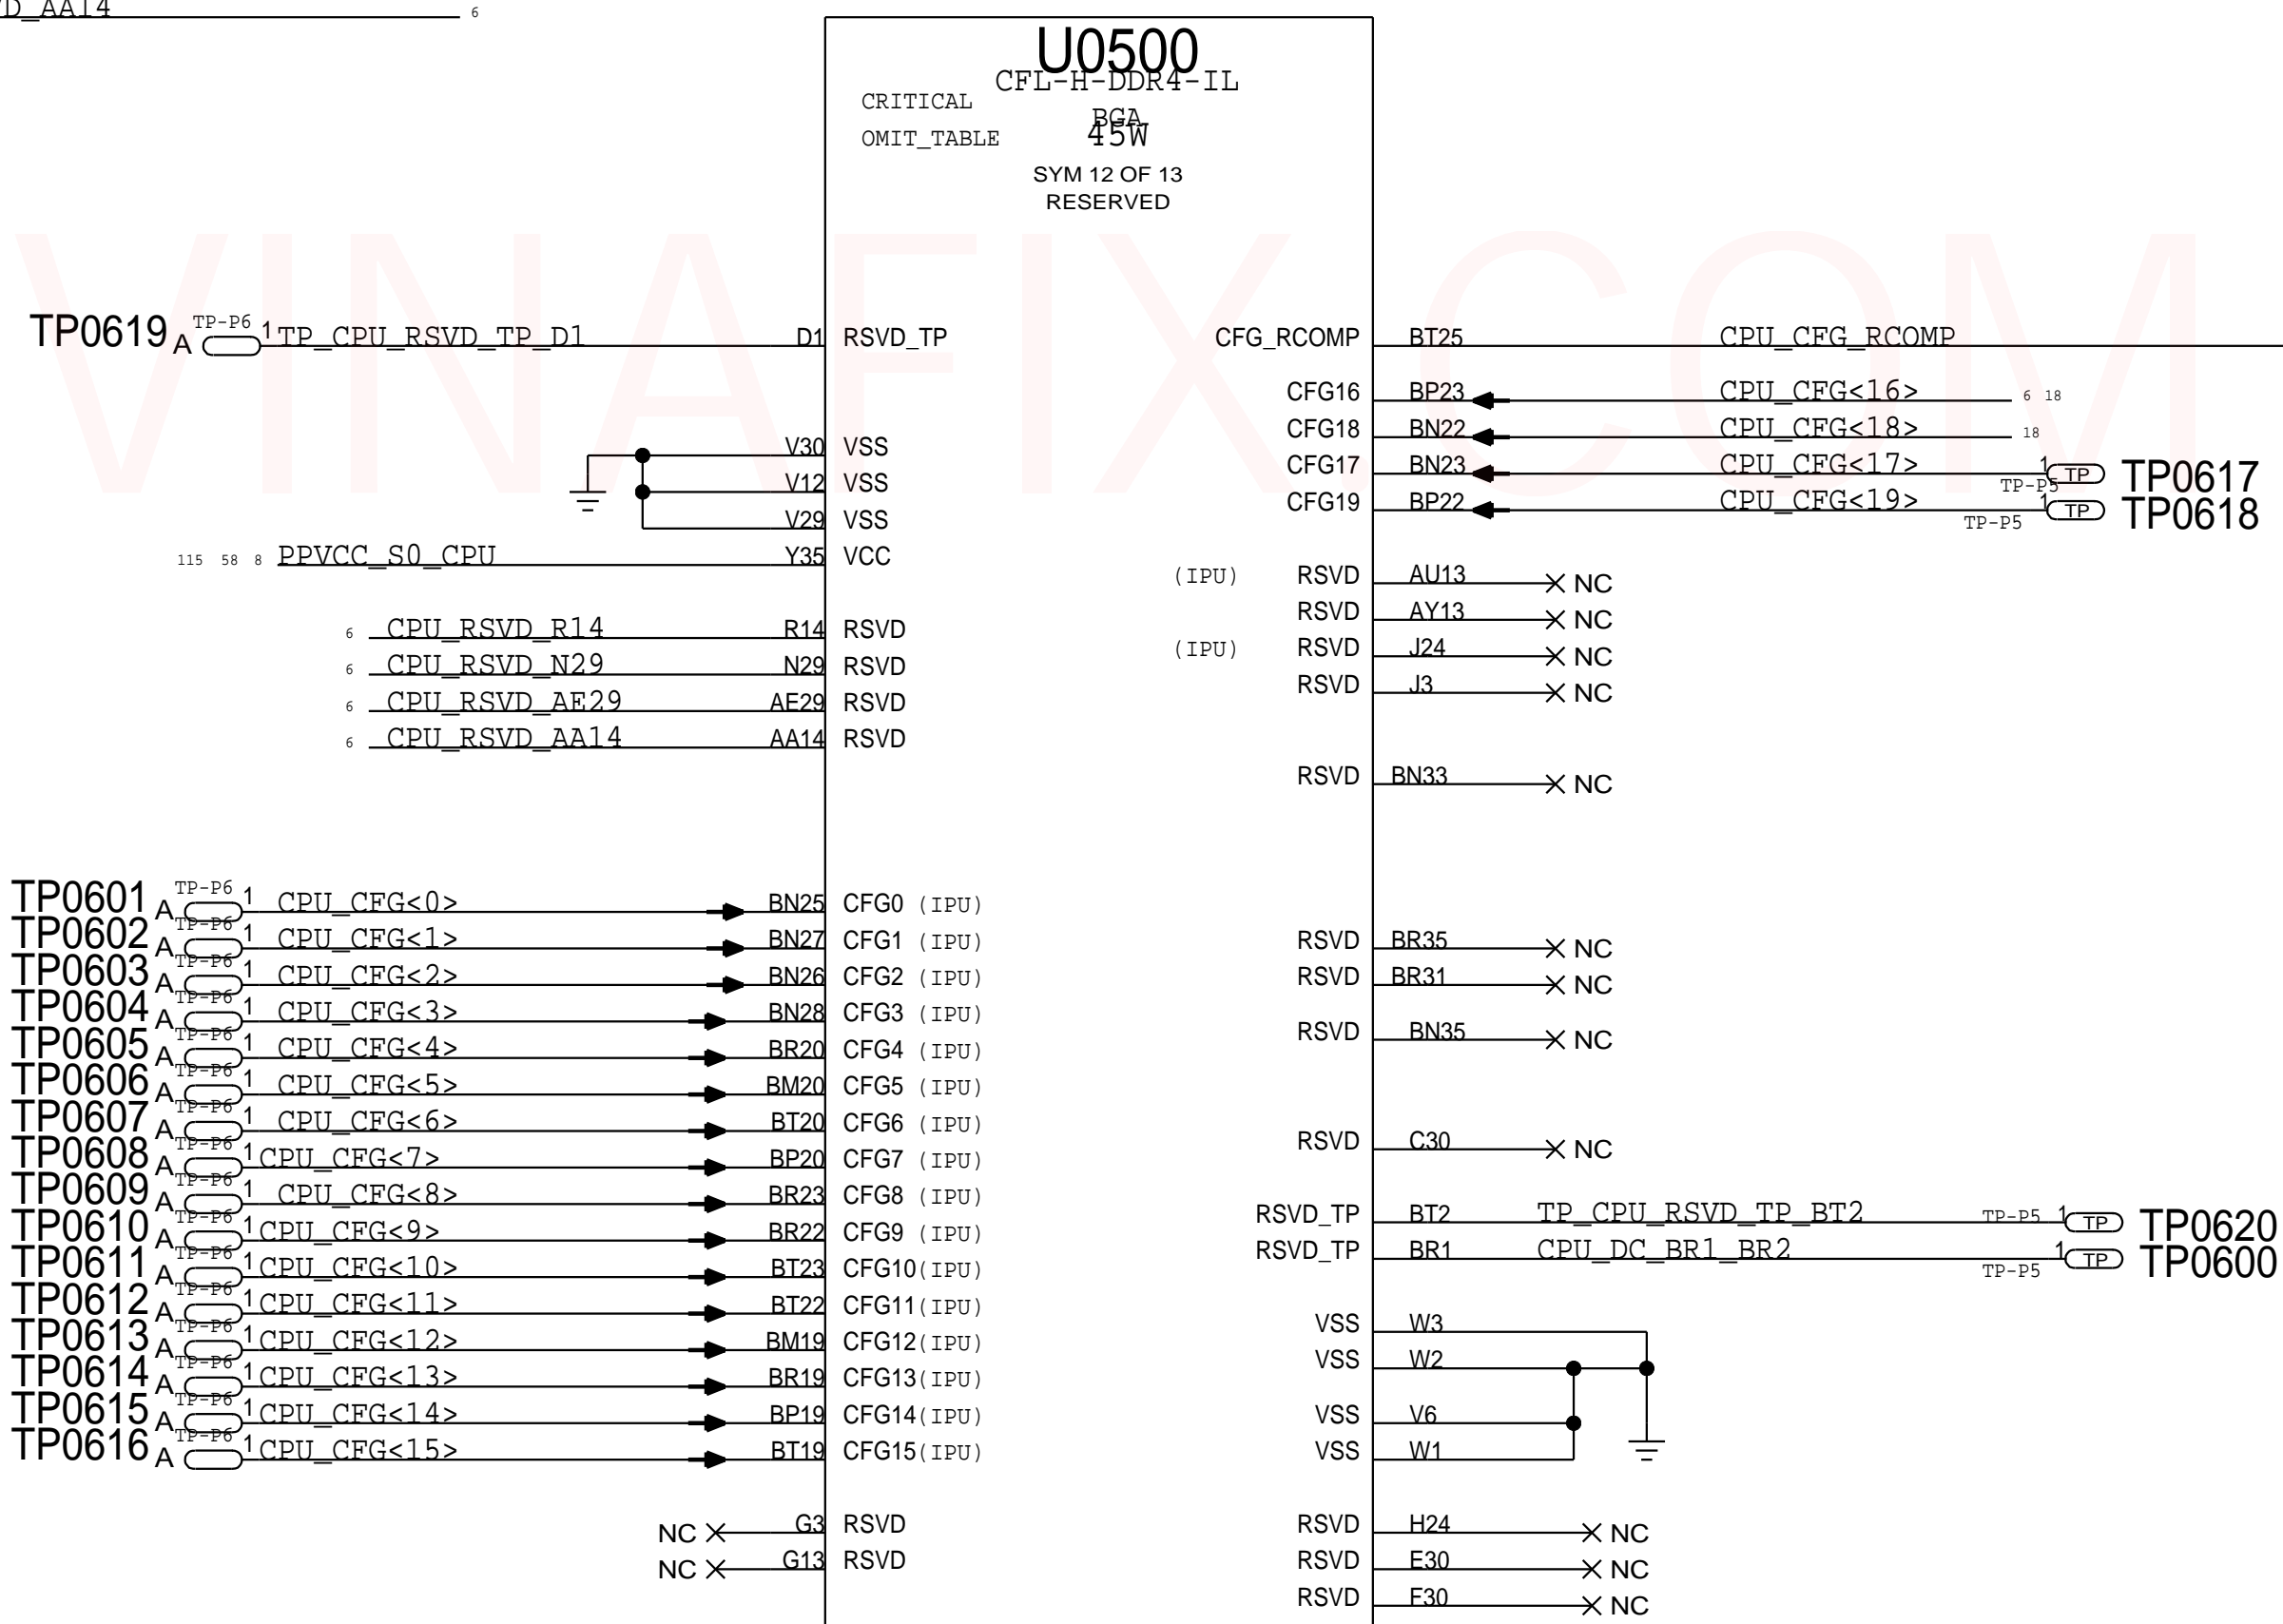 VD_AA14 6
U0500
CFL-H-DDR4-IL
CRITICAL
BGA
OMIT_TABLE 45W
SYM 12 OF 13
RESERVED
VINAFIX.COM
TP0619 A TP-P6 1 TP_CPU_RSVD_TP_D1 D1 RSVD_TP
CFG_RCOMP BT25 CPU_CFG_RCOMP
CFG16 BP23 CPU_CFG<16> 6 18
CFG18 BN22 CPU_CFG<18> 18
CFG17 BN23 CPU_CFG<17> 1 TP TP-P5 TP0617
CFG19 BP22 CPU_CFG<19> 1 TP TP-P5 TP0618
V30 VSS
V12 VSS
V29 VSS
115 58 8 PPVCC_S0_CPU Y35 VCC
(IPU) RSVD AU13 NC
RSVD AY13 NC
(IPU) RSVD J24 NC
RSVD J3 NC
6 CPU_RSVD_R14 R14 RSVD
6 CPU_RSVD_N29 N29 RSVD
6 CPU_RSVD_AE29 AE29 RSVD
6 CPU_RSVD_AA14 AA14 RSVD
RSVD BN33 NC
TP0601 A TP-P6 1 CPU_CFG<0> BN25 CFG0 (IPU)
TP0602 A TP-P6 1 CPU_CFG<1> BN27 CFG1 (IPU)
TP0603 A TP-P6 1 CPU_CFG<2> BN26 CFG2 (IPU)
TP0604 A TP-P6 1 CPU_CFG<3> BN28 CFG3 (IPU)
TP0605 A TP-P6 1 CPU_CFG<4> BR20 CFG4 (IPU)
TP0606 A TP-P6 1 CPU_CFG<5> BM20 CFG5 (IPU)
TP0607 A TP-P6 1 CPU_CFG<6> BT20 CFG6 (IPU)
TP0608 A TP-P6 1 CPU_CFG<7> BP20 CFG7 (IPU)
TP0609 A TP-P6 1 CPU_CFG<8> BR23 CFG8 (IPU)
TP0610 A TP-P6 1 CPU_CFG<9> BR22 CFG9 (IPU)
TP0611 A TP-P6 1 CPU_CFG<10> BT23 CFG10 (IPU)
TP0612 A TP-P6 1 CPU_CFG<11> BT22 CFG11 (IPU)
TP0613 A TP-P6 1 CPU_CFG<12> BM19 CFG12 (IPU)
TP0614 A TP-P6 1 CPU_CFG<13> BR19 CFG13 (IPU)
TP0615 A TP-P6 1 CPU_CFG<14> BP19 CFG14 (IPU)
TP0616 A TP-P6 1 CPU_CFG<15> BT19 CFG15 (IPU)
RSVD BR35 NC
RSVD BR31 NC
RSVD BN35 NC
RSVD C30 NC
RSVD_TP BT2 TP_CPU_RSVD_TP_BT2 TP-P5 1 TP TP0620
RSVD_TP BR1 CPU_DC_BR1_BR2 TP-P5 1 TP TP0600
VSS W3
VSS W2
VSS V6
VSS W1
NC G3 RSVD
NC G13 RSVD
RSVD H24 NC
RSVD E30 NC
RSVD F30 NC